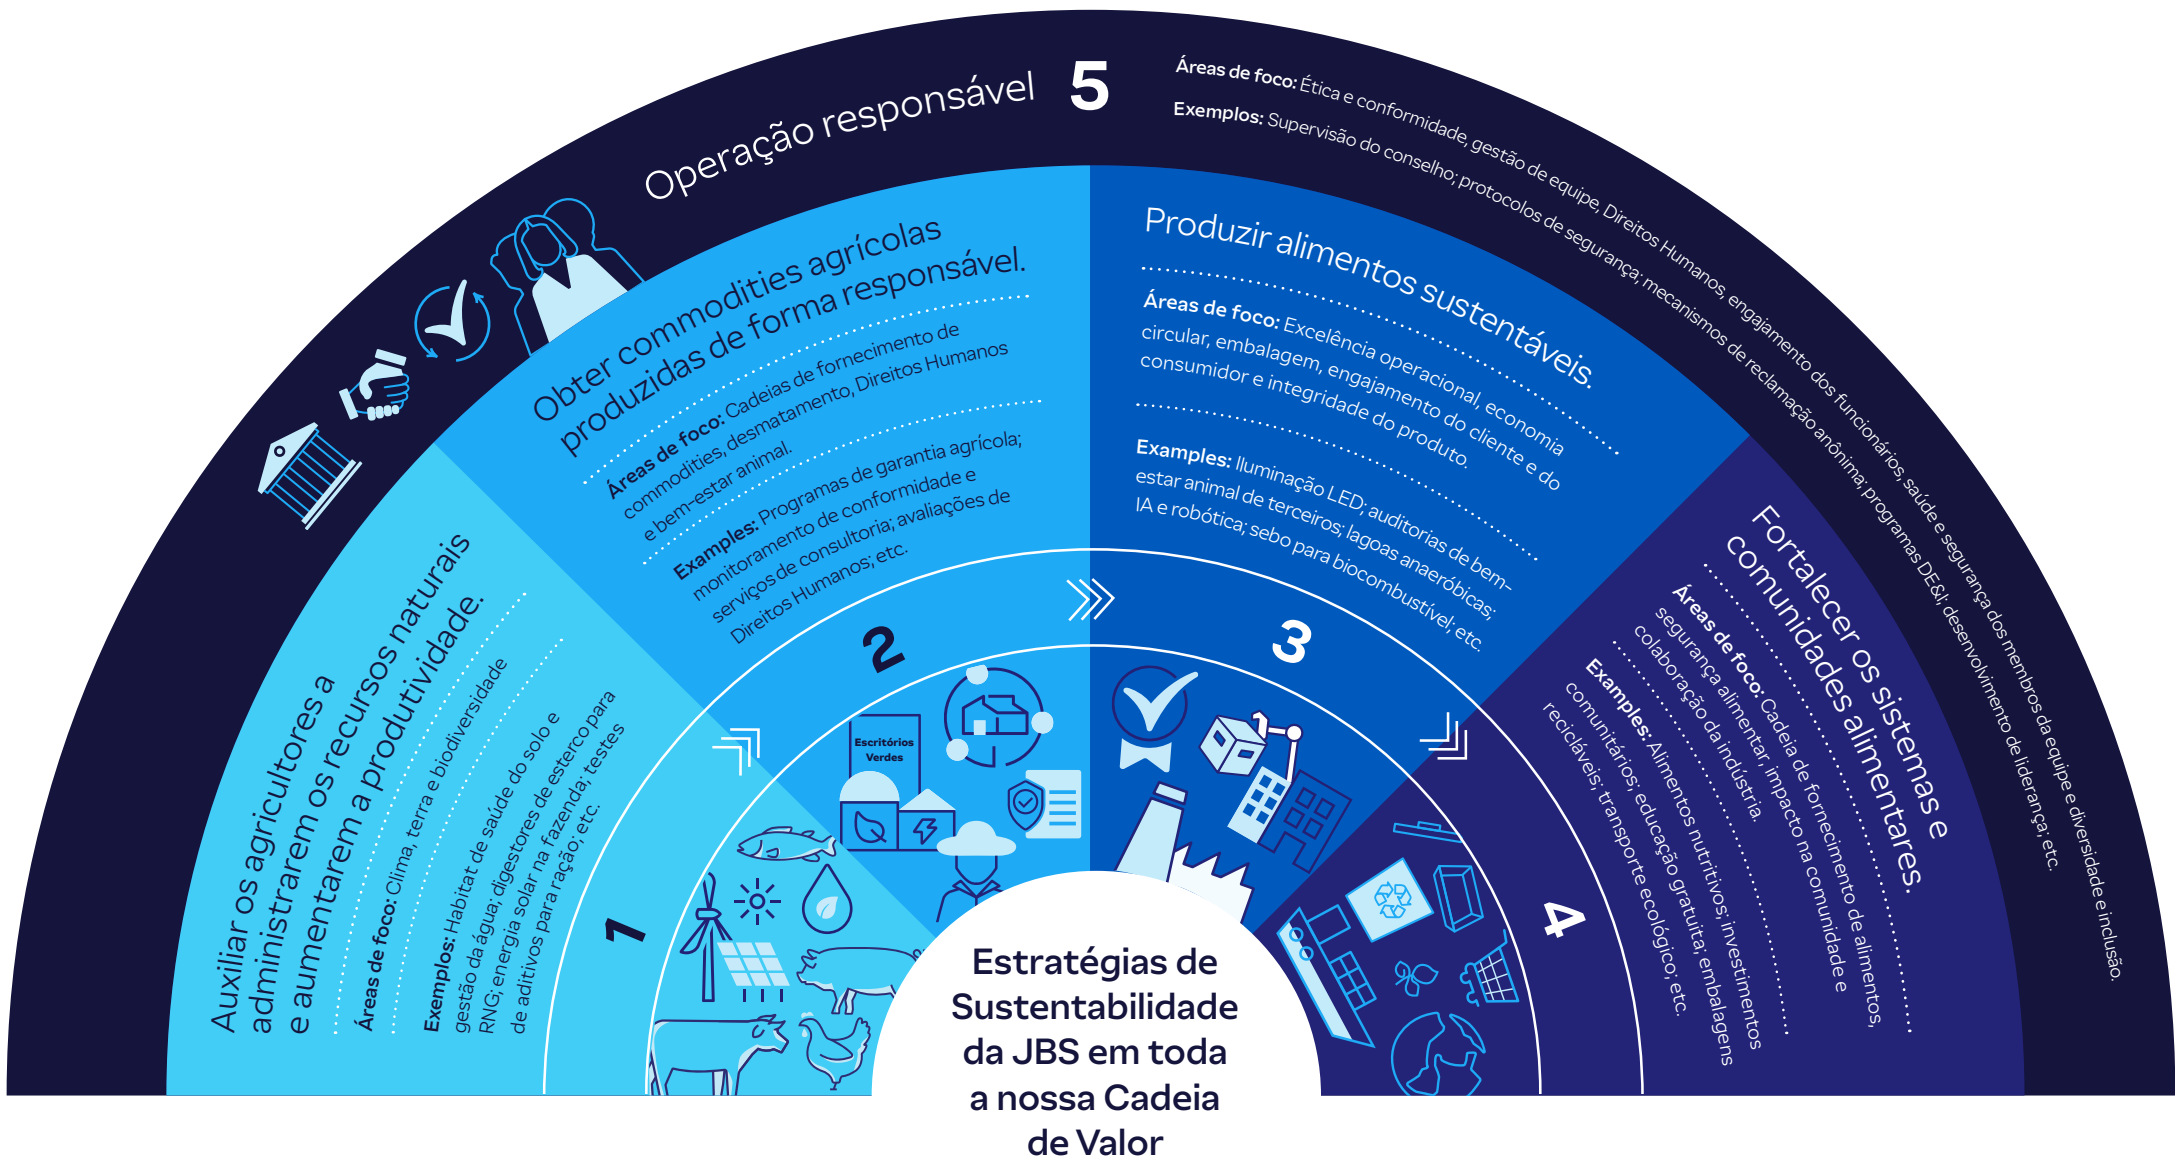 Operação responsável
5
Áreas de foco: Ética e conformidade, gestão de equipe, Direitos Humanos, engajamento dos funcionários, saúde e segurança dos membros da equipe e diversidade e inclusão.
Exemplos: Supervisão do conselho; protocolos de segurança; mecanismos de reclamação anônima; programas DE&I; desenvolvimento de liderança; etc.
Auxiliar os agricultores a
administrarem os recursos naturais
e aumentarem a produtividade.
Áreas de foco: Clima, terra e biodiversidade
Exemplos: Habitat de saúde do solo e
gestão da água; digestores de esterco para
RNG; energia solar na fazenda; testes
de aditivos para ração; etc.
1
Obter commodities agrícolas
produzidas de forma responsável.
Áreas de foco: Cadeias de fornecimento de
commodities, desmatamento, Direitos Humanos
e bem-estar animal.
Examples: Programas de garantia agrícola;
monitoramento de conformidade e
serviços de consultoria; avaliações de
Direitos Humanos; etc.
2
Escritórios
Verdes
Produzir alimentos sustentáveis.
Áreas de foco: Excelência operacional, economia
circular, embalagem, engajamento do cliente e do
consumidor e integridade do produto.
Examples: Iluminação LED; auditorias de bem-
estar animal de terceiros; lagoas anaeróbicas;
IA e robótica; sebo para biocombustível; etc.
3
Fortalecer os sistemas e
comunidades alimentares.
Áreas de foco: Cadeia de fornecimento de alimentos,
segurança alimentar, impacto na comunidade e
colaboração da indústria.
Examples: Alimentos nutritivos; investimentos
comunitários; educação gratuita; embalagens
recicláveis; transporte ecológico; etc.
4
Estratégias de
Sustentabilidade
da JBS em toda
a nossa Cadeia
de Valor